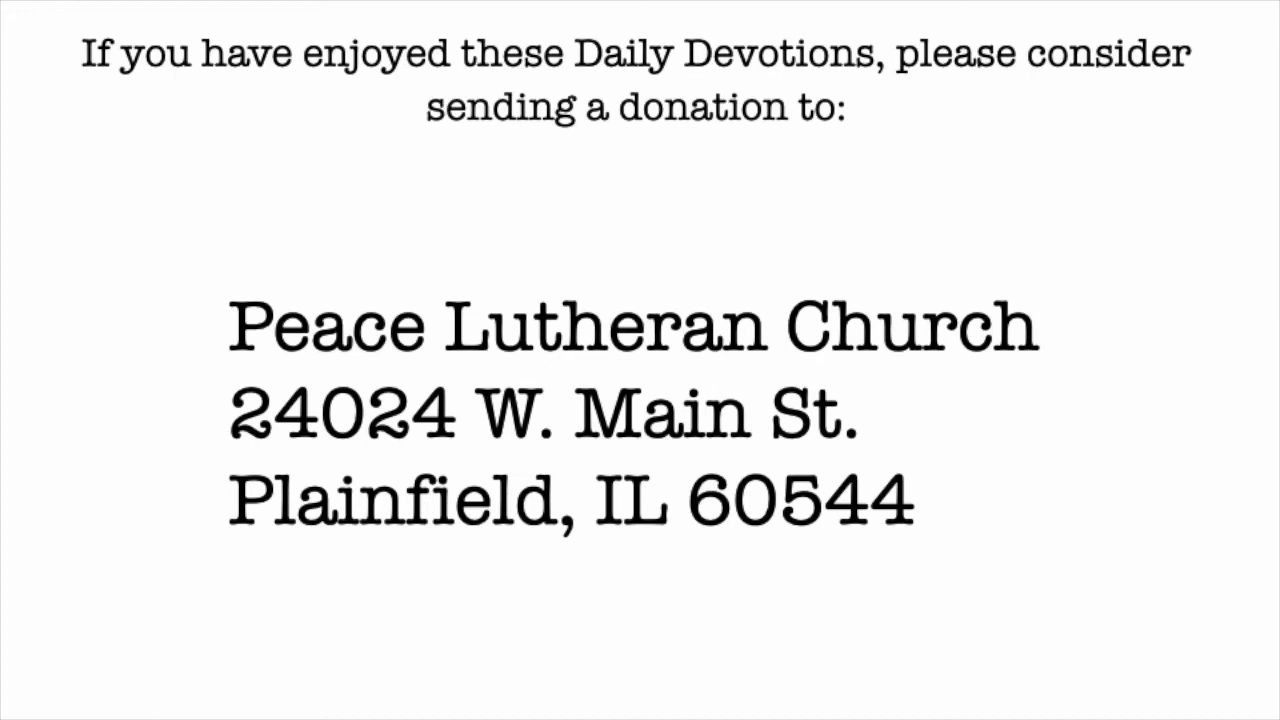 If you have enjoyed these Daily Devotions, please consider
sending a donation to:
Peace Lutheran Church
24024 W. Main St.
Plainfield, IL 60544